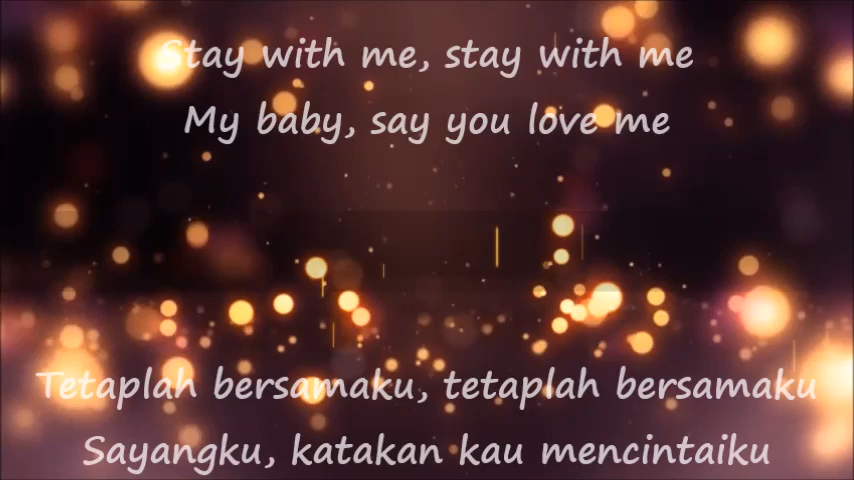 Stay with me, stay with me
My baby, say you love me
Tetaplah bersamaku, tetaplah bersamaku
Sayangku, katakan kau mencintaiku